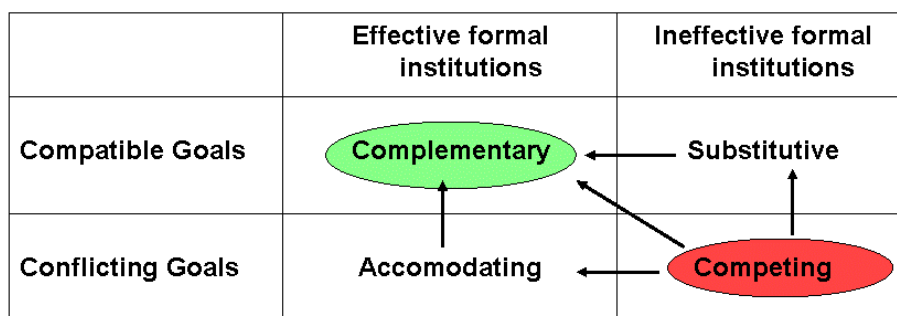 Effective formal
institutions
Ineffective formal
institutions
Compatible Goals
Complementary
Substitutive
Conflicting Goals
Accomodating
Competing